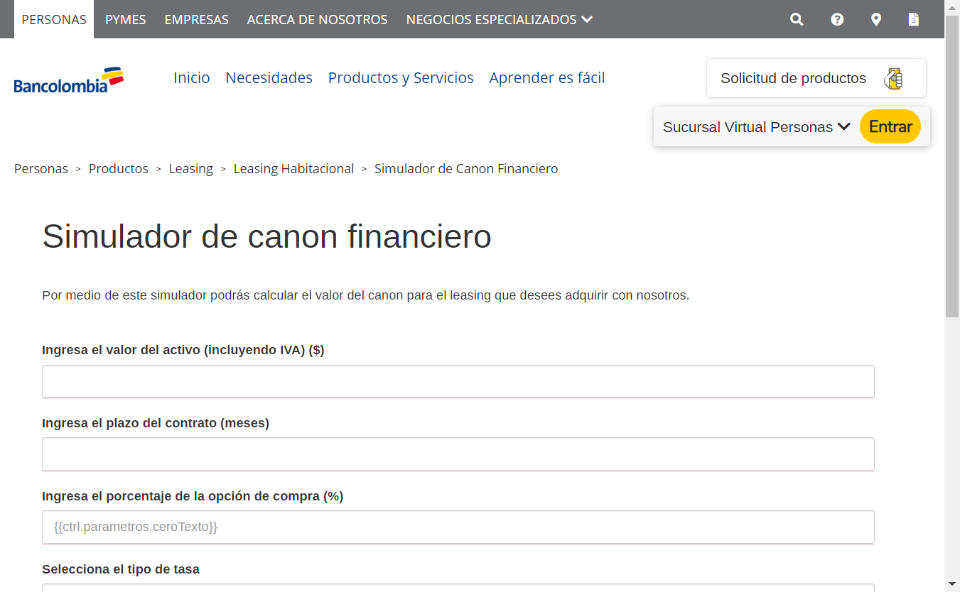 PERSONAS PYMES EMPRESAS ACERCA DE NOSOTROS NEGOCIOS ESPECIALIZADOS
Bancolombia Inicio Necesidades Productos y Servicios Aprender es fácil Solicitud de productos
Sucursal Virtual Personas Entrar
Personas > Productos > Leasing > Leasing Habitacional > Simulador de Canon Financiero
Simulador de canon financiero
Por medio de este simulador podrás calcular el valor del canon para el leasing que desees adquirir con nosotros.
Ingresa el valor del activo (incluyendo IVA) ($)
Ingresa el plazo del contrato (meses)
Ingresa el porcentaje de la opción de compra (%)
{{ctrl.parametros.ceroTexto}}
Selecciona el tipo de tasa